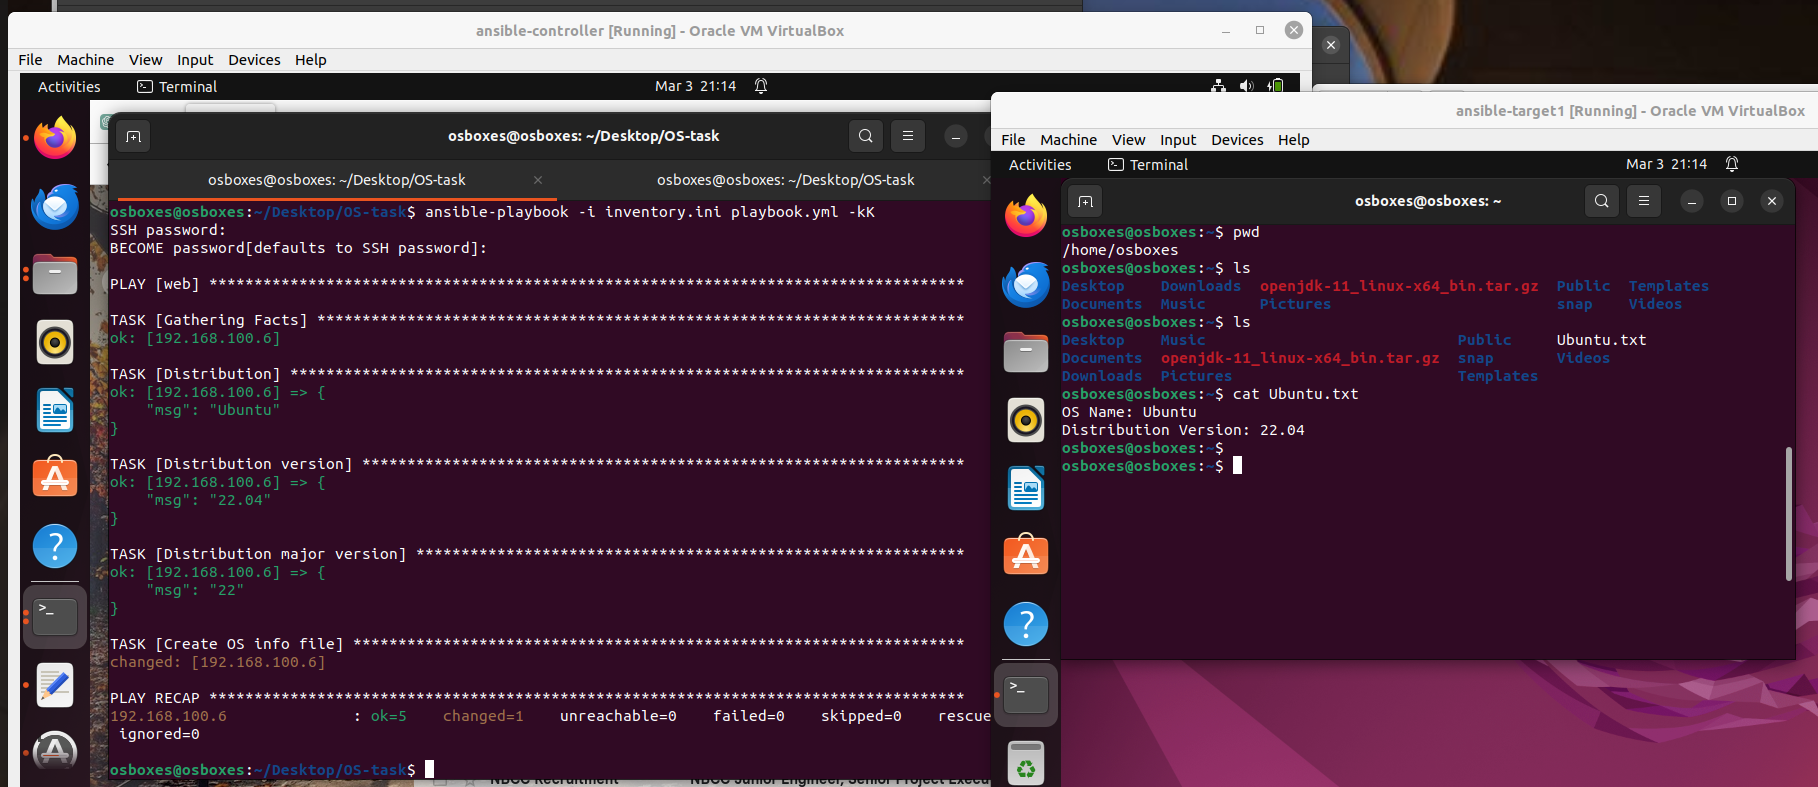 ansible-controller [Running] - Oracle VM VirtualBox
File Machine View Input Devices Help
Activities Terminal Mar 3 21:14
osboxes@osboxes: ~/Desktop/OS-task
osboxes@osboxes: ~/Desktop/OS-task osboxes@osboxes: ~/Desktop/OS-task
osboxes@osboxes:~/Desktop/OS-task$ ansible-playbook -i inventory.ini playbook.yml -kK
SSH password:
BECOME password[defaults to SSH password]:
PLAY [web] ************************************************************************************
TASK [Gathering Facts] ************************************************************************
ok: [192.168.100.6]
TASK [Distribution] ***************************************************************************
ok: [192.168.100.6] => {
    "msg": "Ubuntu"
}
TASK [Distribution version] *******************************************************************
ok: [192.168.100.6] => {
    "msg": "22.04"
}
TASK [Distribution major version] *************************************************************
ok: [192.168.100.6] => {
    "msg": "22"
}
TASK [Create OS info file] ********************************************************************
changed: [192.168.100.6]
PLAY RECAP ************************************************************************************
192.168.100.6              : ok=5    changed=1    unreachable=0    failed=0    skipped=0    rescue
 ignored=0
osboxes@osboxes:~/Desktop/OS-task$
NBCC Recruitment
ansible-target1 [Running] - Oracle VM VirtualBox
File Machine View Input Devices Help
Activities Terminal Mar 3 21:14
osboxes@osboxes: ~
osboxes@osboxes:~$ pwd
/home/osboxes
osboxes@osboxes:~$ ls
Desktop    Downloads  openjdk-11_linux-x64_bin.tar.gz  Public  Templates
Documents  Music      Pictures                         snap    Videos
osboxes@osboxes:~$ ls
Desktop    Music                            Public     Ubuntu.txt
Documents  openjdk-11_linux-x64_bin.tar.gz  snap       Videos
Downloads  Pictures                         Templates
osboxes@osboxes:~$ cat Ubuntu.txt
OS Name: Ubuntu
Distribution Version: 22.04
osboxes@osboxes:~$
osboxes@osboxes:~$